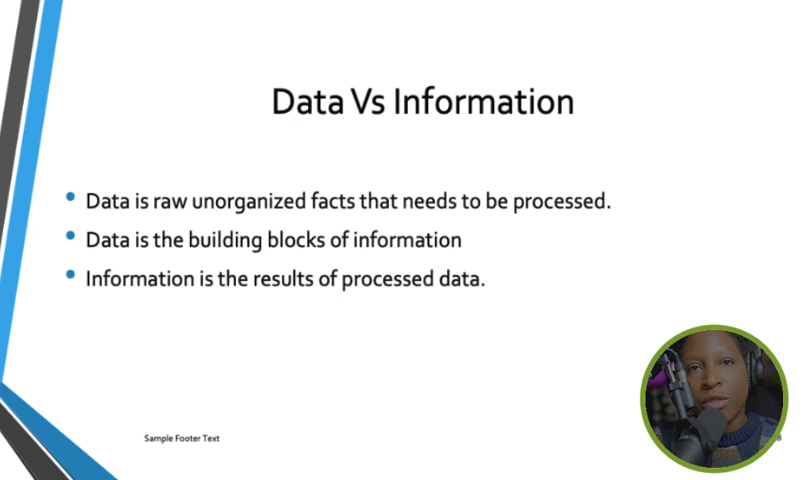 Data Vs Information
Data is raw unorganized facts that needs to be processed.
Data is the building blocks of information
Information is the results of processed data.
Sample Footer Text